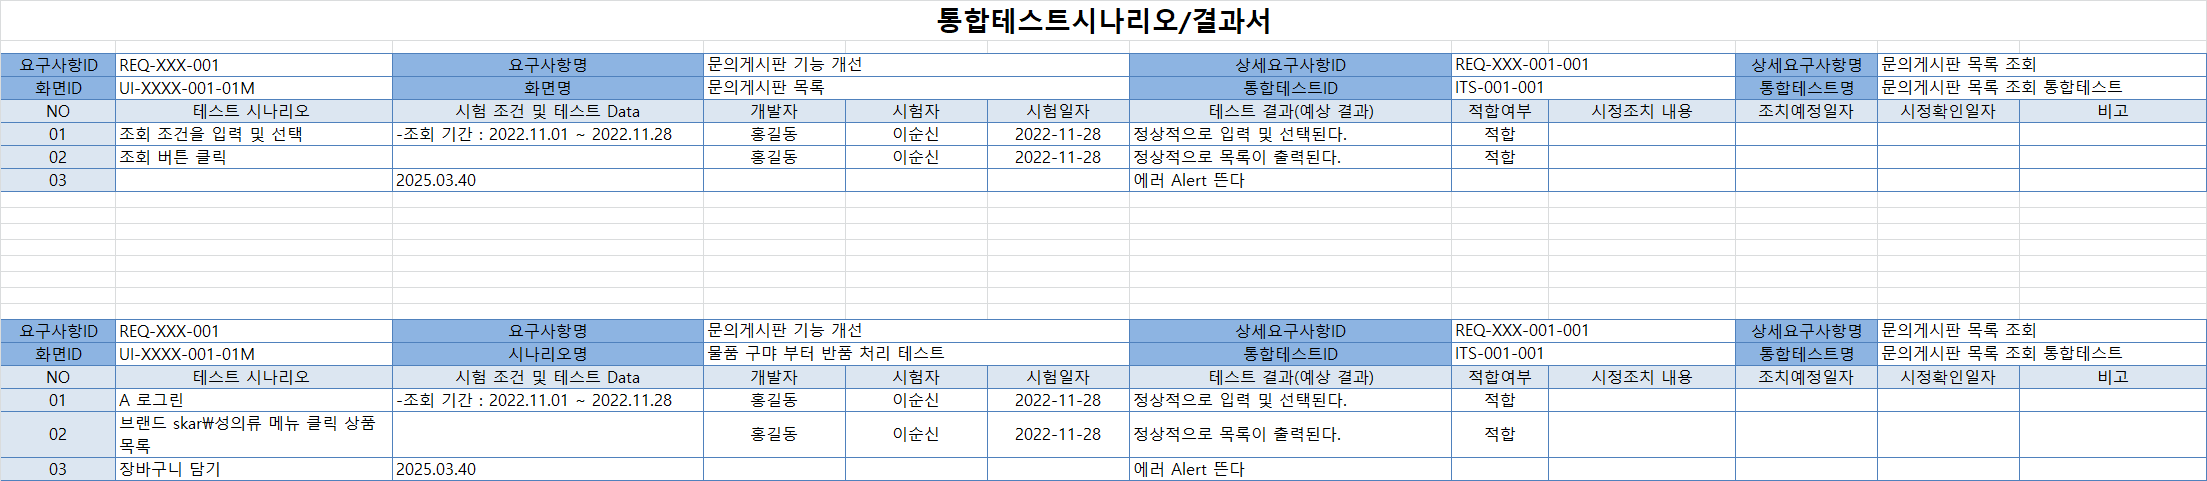 통합테스트시나리오/결과서
요구사항ID REQ-XXX-001 요구사항명 문의게시판 기능 개선 상세요구사항ID REQ-XXX-001-001 상세요구사항명 문의게시판 목록 조회
화면ID UI-XXXX-001-01M 화면명 문의게시판 목록 통합테스트ID ITS-001-001 통합테스트명 문의게시판 목록 조회 통합테스트
NO 테스트 시나리오 시험 조건 및 테스트 Data 개발자 시험자 시험일자 테스트 결과(예상 결과) 적합여부 시정조치 내용 조치예정일자 시정확인일자 비고
01 조회 조건을 입력 및 선택 -조회 기간 : 2022.11.01 ~ 2022.11.28 홍길동 이순신 2022-11-28 정상적으로 입력 및 선택된다. 적합
02 조회 버튼 클릭 홍길동 이순신 2022-11-28 정상적으로 목록이 출력된다. 적합
03 2025.03.40 에러 Alert 뜬다
요구사항ID REQ-XXX-001 요구사항명 문의게시판 기능 개선 상세요구사항ID REQ-XXX-001-001 상세요구사항명 문의게시판 목록 조회
화면ID UI-XXXX-001-01M 시나리오명 물품 구먀 부터 반품 처리 테스트 통합테스트ID ITS-001-001 통합테스트명 문의게시판 목록 조회 통합테스트
NO 테스트 시나리오 시험 조건 및 테스트 Data 개발자 시험자 시험일자 테스트 결과(예상 결과) 적합여부 시정조치 내용 조치예정일자 시정확인일자 비고
01 A 로그린 -조회 기간 : 2022.11.01 ~ 2022.11.28 홍길동 이순신 2022-11-28 정상적으로 입력 및 선택된다. 적합
02 브랜드 skar₩성의류 메뉴 클릭 상품
목록 홍길동 이순신 2022-11-28 정상적으로 목록이 출력된다. 적합
03 장바구니 담기 2025.03.40 에러 Alert 뜬다